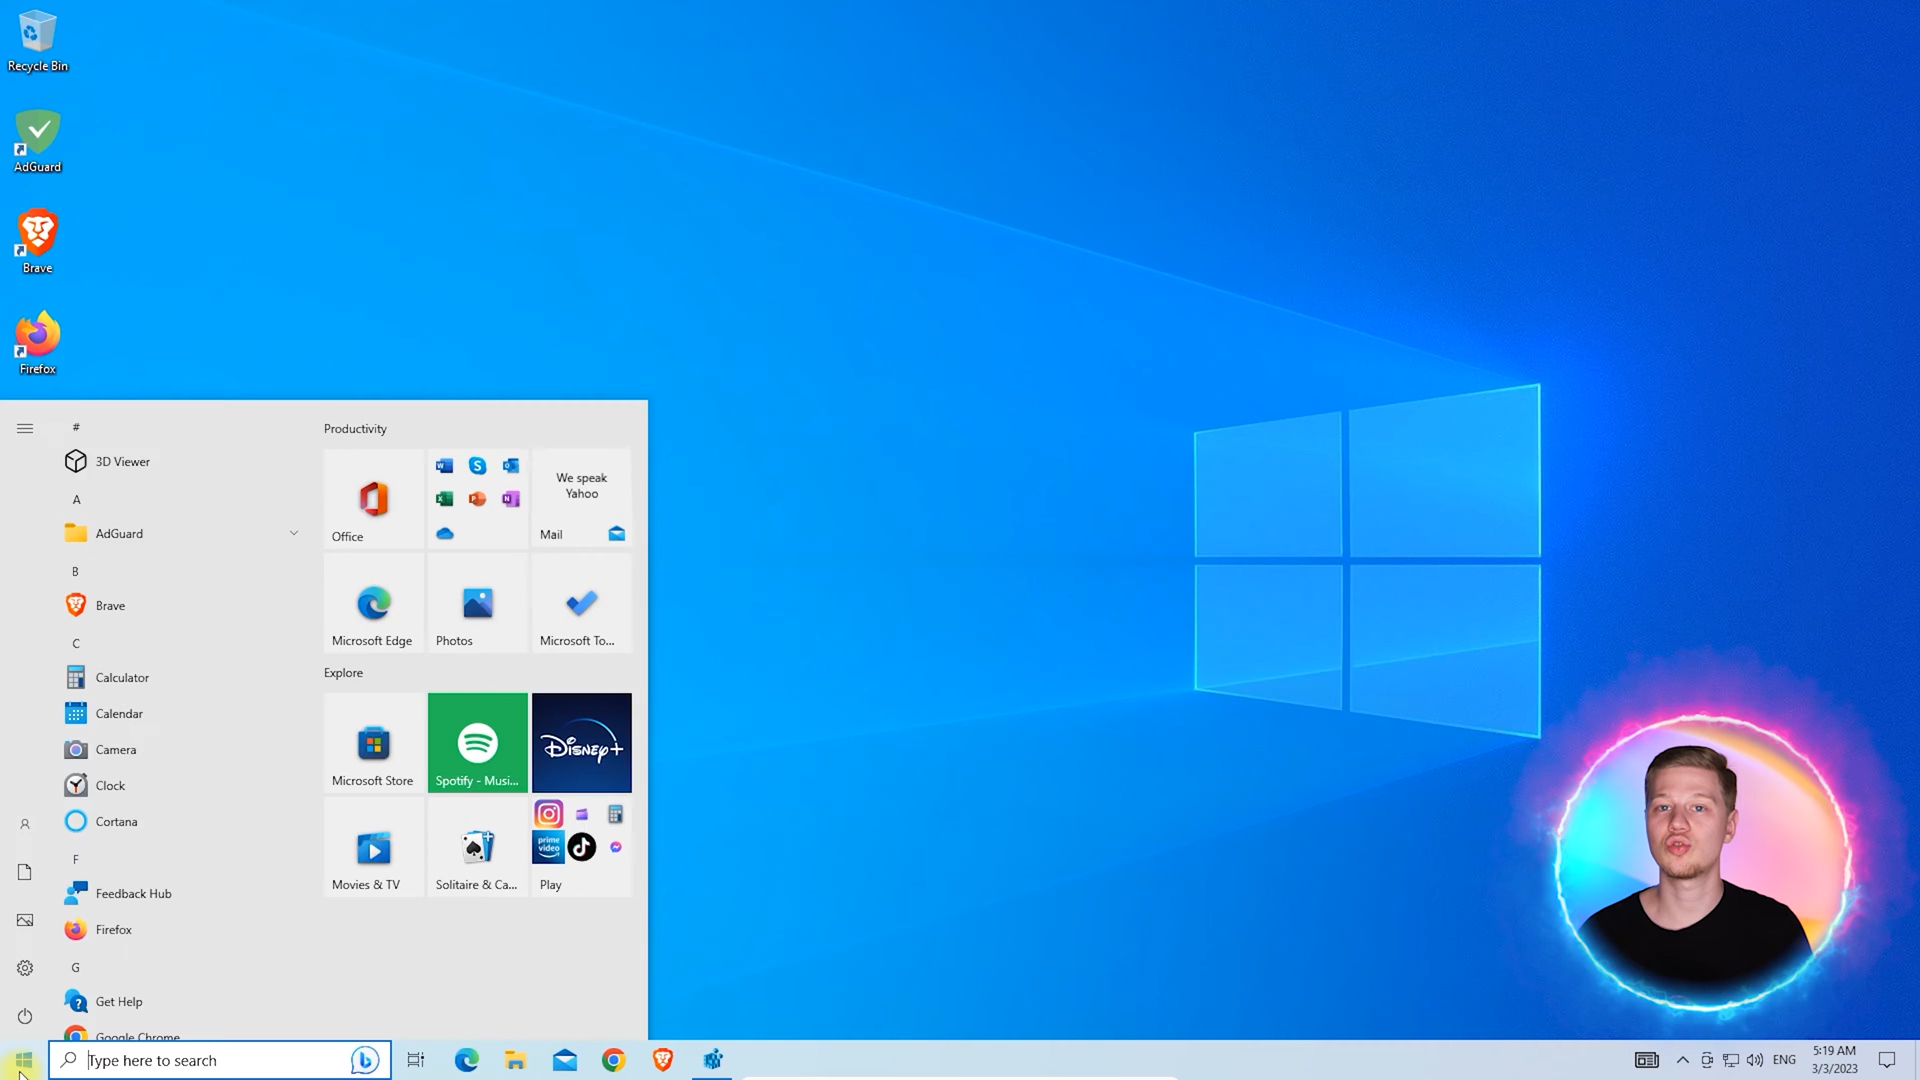 Recycle Bin
AdGuard
Brave
Firefox
#
3D Viewer
A
AdGuard
B
Brave
C
Calculator
Calendar
Camera
Clock
Cortana
F
Feedback Hub
Firefox
G
Get Help
Google Chrome
Productivity
Office
We speak
Yahoo
Mail
Microsoft Edge
Photos
Microsoft To...
Explore
Microsoft Store
Spotify - Musi...
Disney+
Movies & TV
Solitaire & Ca...
prime
video
Play
Type here to search
ENG
5:19 AM
3/3/2023